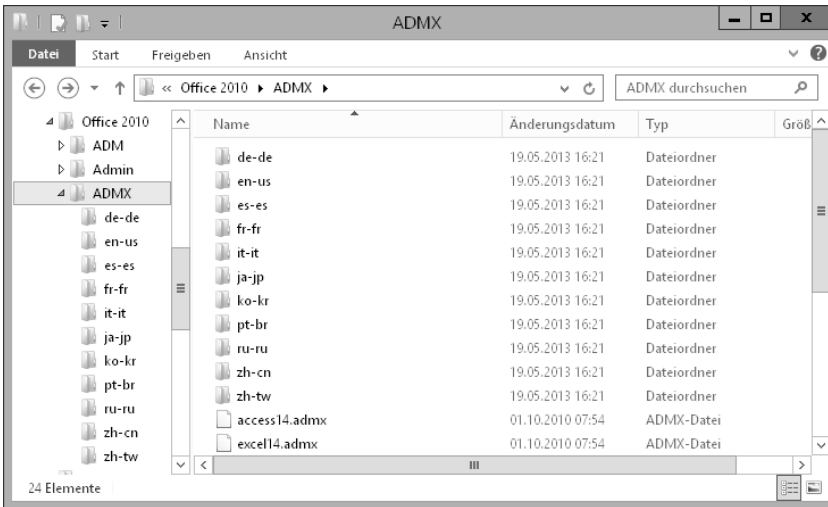 ADMX
Datei Start Freigeben Ansicht
« Office 2010 ▸ ADMX ▸ ADMX durchsuchen
Office 2010
ADM
Admin
ADMX
de-de
en-us
es-es
fr-fr
it-it
ja-jp
ko-kr
pt-br
ru-ru
zh-cn
zh-tw
Name Änderungsdatum Typ Größ
de-de 19.05.2013 16:21 Dateiordner
en-us 19.05.2013 16:21 Dateiordner
es-es 19.05.2013 16:21 Dateiordner
fr-fr 19.05.2013 16:21 Dateiordner
it-it 19.05.2013 16:21 Dateiordner
ja-jp 19.05.2013 16:21 Dateiordner
ko-kr 19.05.2013 16:21 Dateiordner
pt-br 19.05.2013 16:21 Dateiordner
ru-ru 19.05.2013 16:21 Dateiordner
zh-cn 19.05.2013 16:21 Dateiordner
zh-tw 19.05.2013 16:21 Dateiordner
access14.admx 01.10.2010 07:54 ADMX-Datei
excel14.admx 01.10.2010 07:54 ADMX-Datei
24 Elemente